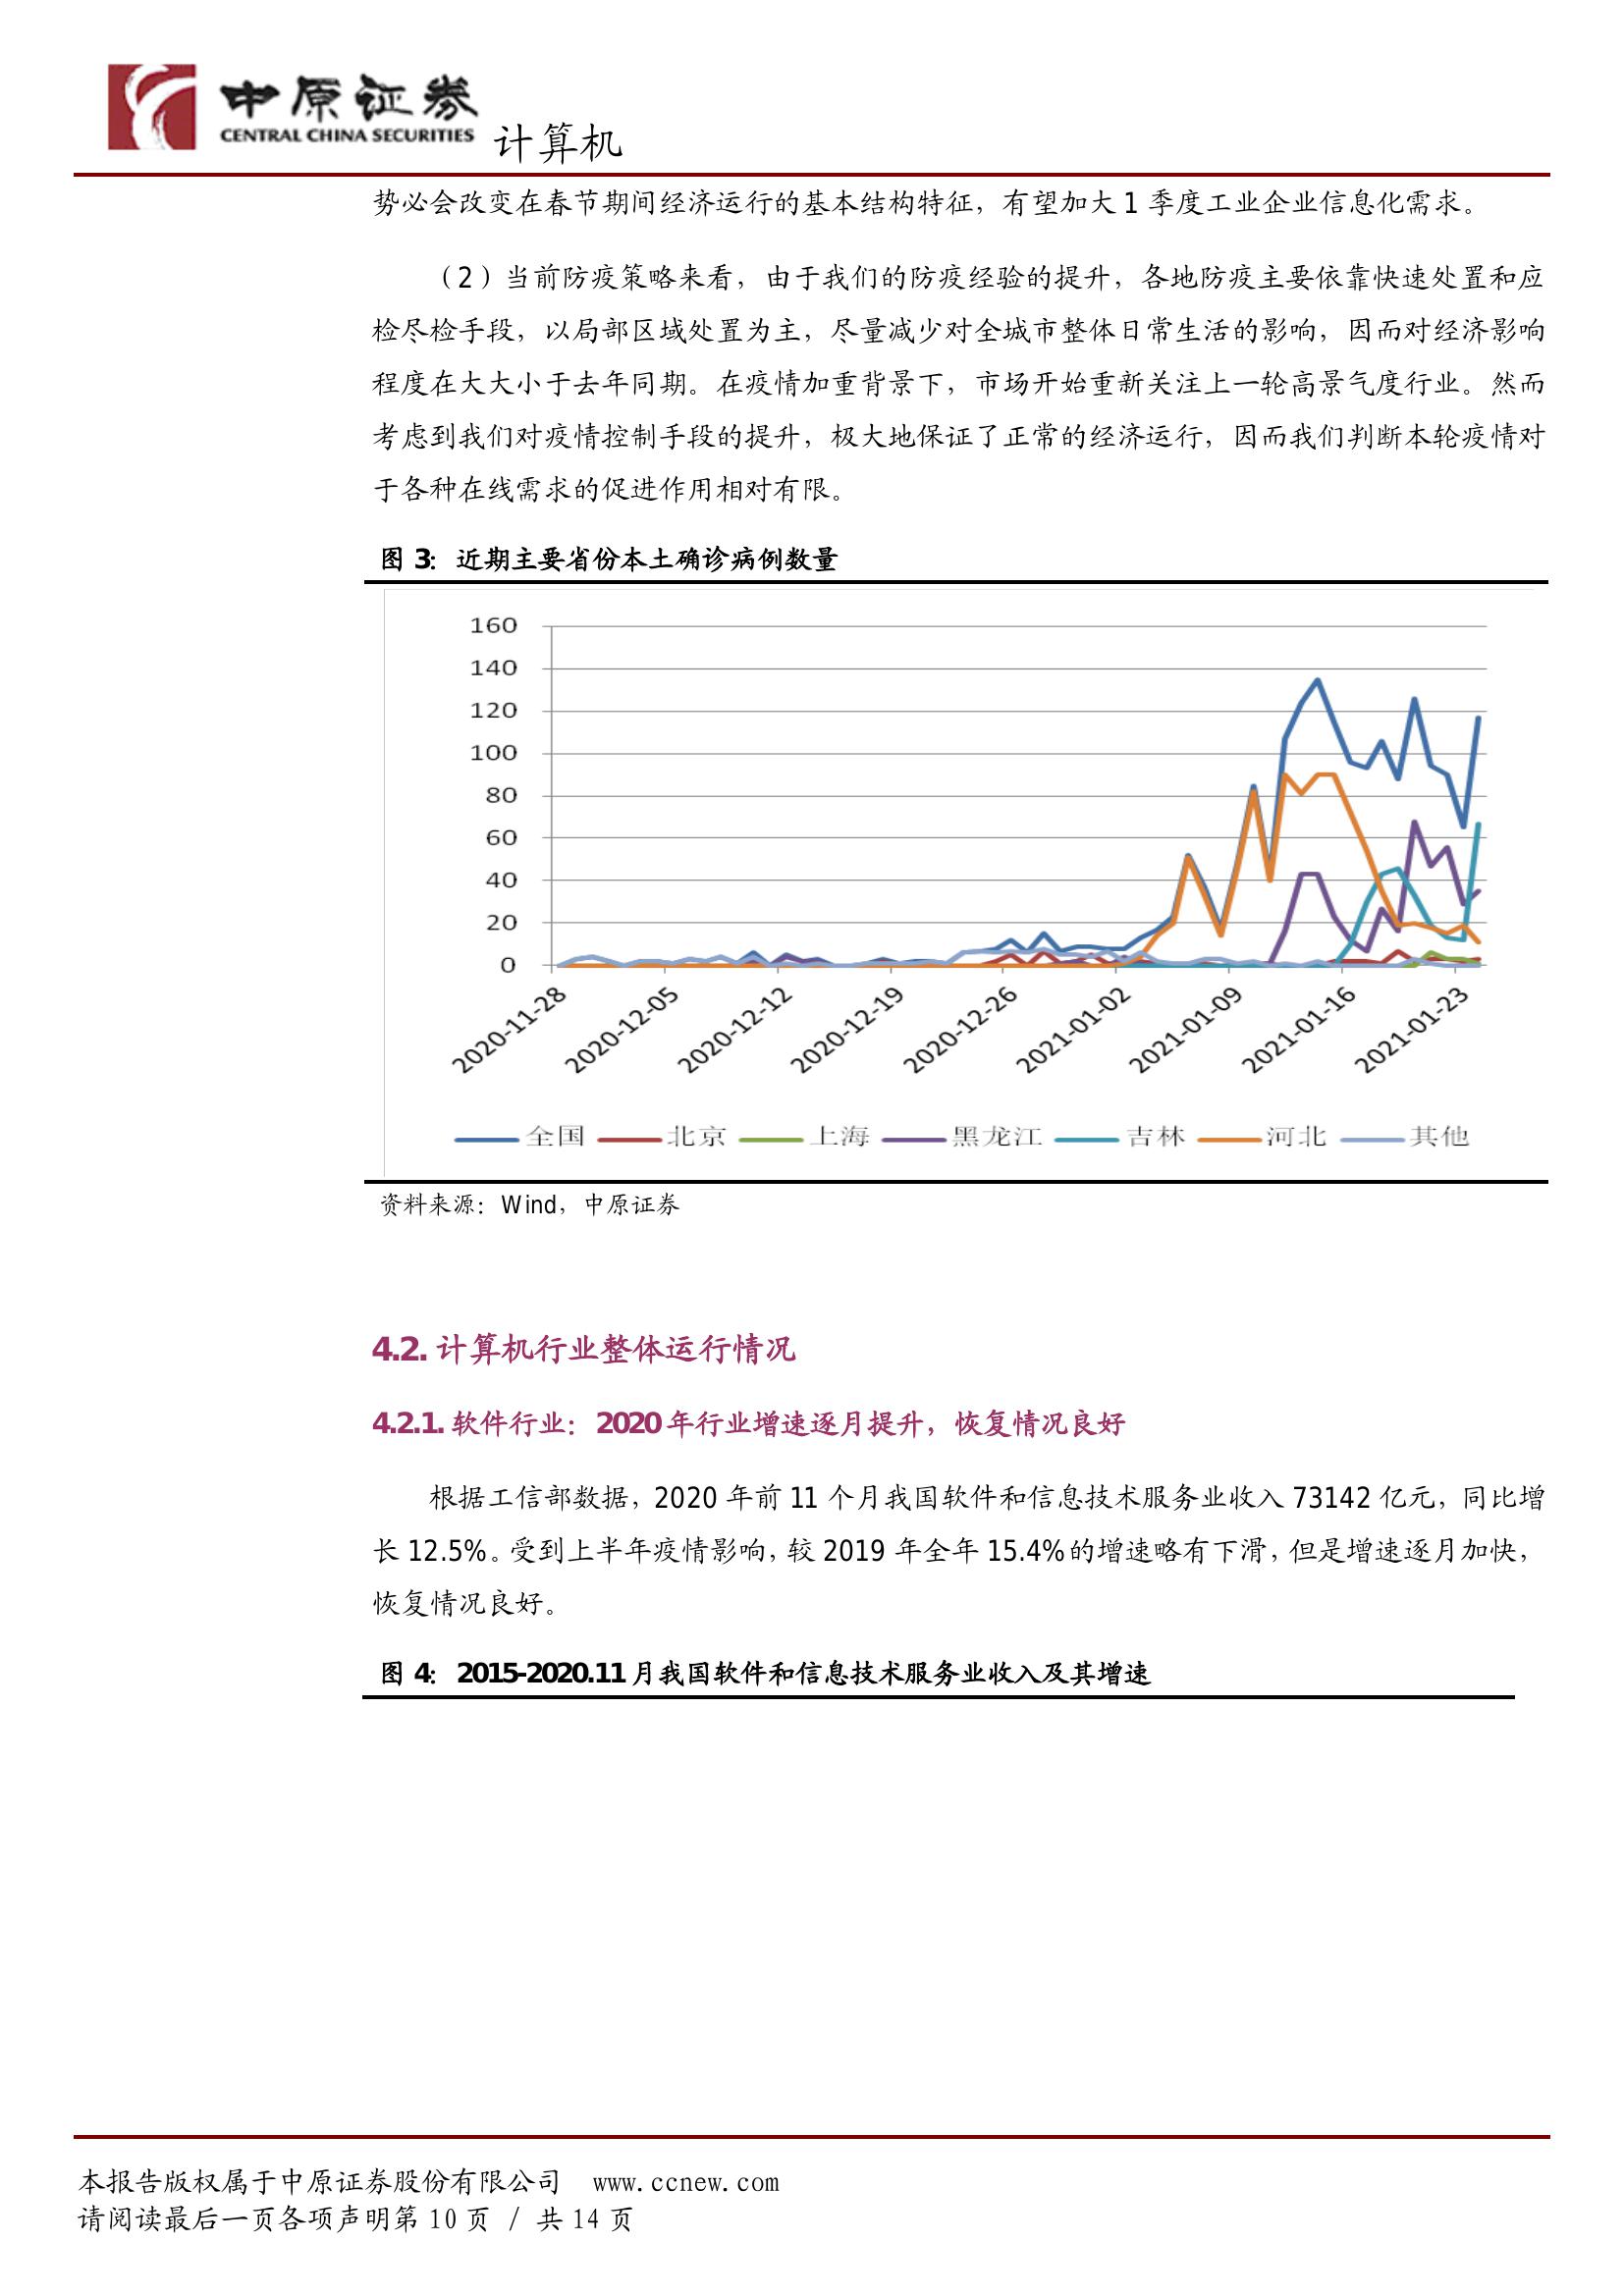 中原证券
CENTRAL CHINA SECURITIES
计算机
势必会改变在春节期间经济运行的基本结构特征，有望加大 1 季度工业企业信息化需求。
（2）当前防疫策略来看，由于我们的防疫经验的提升，各地防疫主要依靠快速处置和应
检尽检手段，以局部区域处置为主，尽量减少对全城市整体日常生活的影响，因而对经济影响
程度在大大小于去年同期。在疫情加重背景下，市场开始重新关注上一轮高景气度行业。然而
考虑到我们对疫情控制手段的提升，极大地保证了正常的经济运行，因而我们判断本轮疫情对
于各种在线需求的促进作用相对有限。
图 3：近期主要省份本土确诊病例数量
160
140
120
100
80
60
40
20
0
2020-11-28
2020-12-05
2020-12-12
2020-12-19
2020-12-26
2021-01-02
2021-01-09
2021-01-16
2021-01-23
全国 北京 上海 黑龙江 吉林 河北 其他
资料来源：Wind，中原证券
4.2. 计算机行业整体运行情况
4.2.1. 软件行业：2020 年行业增速逐月提升，恢复情况良好
根据工信部数据，2020 年前 11 个月我国软件和信息技术服务业收入 73142 亿元，同比增
长 12.5%。受到上半年疫情影响，较 2019 年全年 15.4%的增速略有下滑，但是增速逐月加快，
恢复情况良好。
图 4：2015-2020.11 月我国软件和信息技术服务业收入及其增速
本报告版权属于中原证券股份有限公司 www.ccnew.com
请阅读最后一页各项声明第 10 页 / 共 14 页